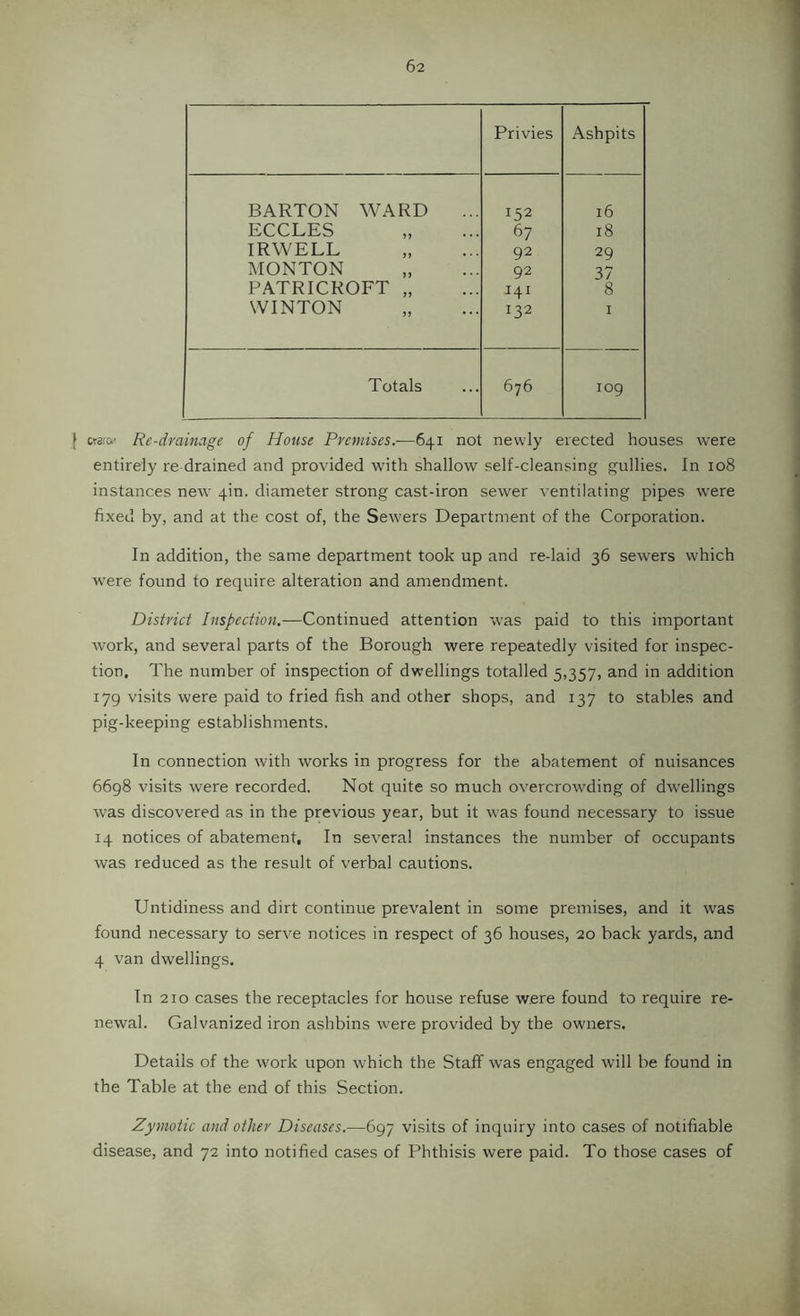 62
Privies Ashpits
BARTON WARD ... 152 16
ECCLES „ ... 67 18
IRWELL „ ... 92 29
MONTON „ ... 92 37
PATRICROFT „ ... 141 8
WINTON „ ... 132 1
Totals ... 676 109
Re-drainage of House Premises.—641 not newly erected houses were
entirely re drained and provided with shallow self-cleansing gullies. In 108
instances new 4in. diameter strong cast-iron sewer ventilating pipes were
fixed by, and at the cost of, the Sewers Department of the Corporation.
In addition, the same department took up and re-laid 36 sewers which
were found to require alteration and amendment.
District Inspection.—Continued attention was paid to this important
work, and several parts of the Borough were repeatedly visited for inspec-
tion. The number of inspection of dwellings totalled 5,357, and in addition
179 visits were paid to fried fish and other shops, and 137 to stables and
pig-keeping establishments.
In connection with works in progress for the abatement of nuisances
6698 visits were recorded. Not quite so much overcrowding of dwellings
was discovered as in the previous year, but it was found necessary to issue
14 notices of abatement, In several instances the number of occupants
was reduced as the result of verbal cautions.
Untidiness and dirt continue prevalent in some premises, and it was
found necessary to serve notices in respect of 36 houses, 20 back yards, and
4 van dwellings.
In 210 cases the receptacles for house refuse were found to require re-
newal. Galvanized iron ashbins were provided by the owners.
Details of the work upon which the Staff was engaged will be found in
the Table at the end of this Section.
Zymotic and other Diseases.—697 visits of inquiry into cases of notifiable
disease, and 72 into notified cases of Phthisis were paid. To those cases of